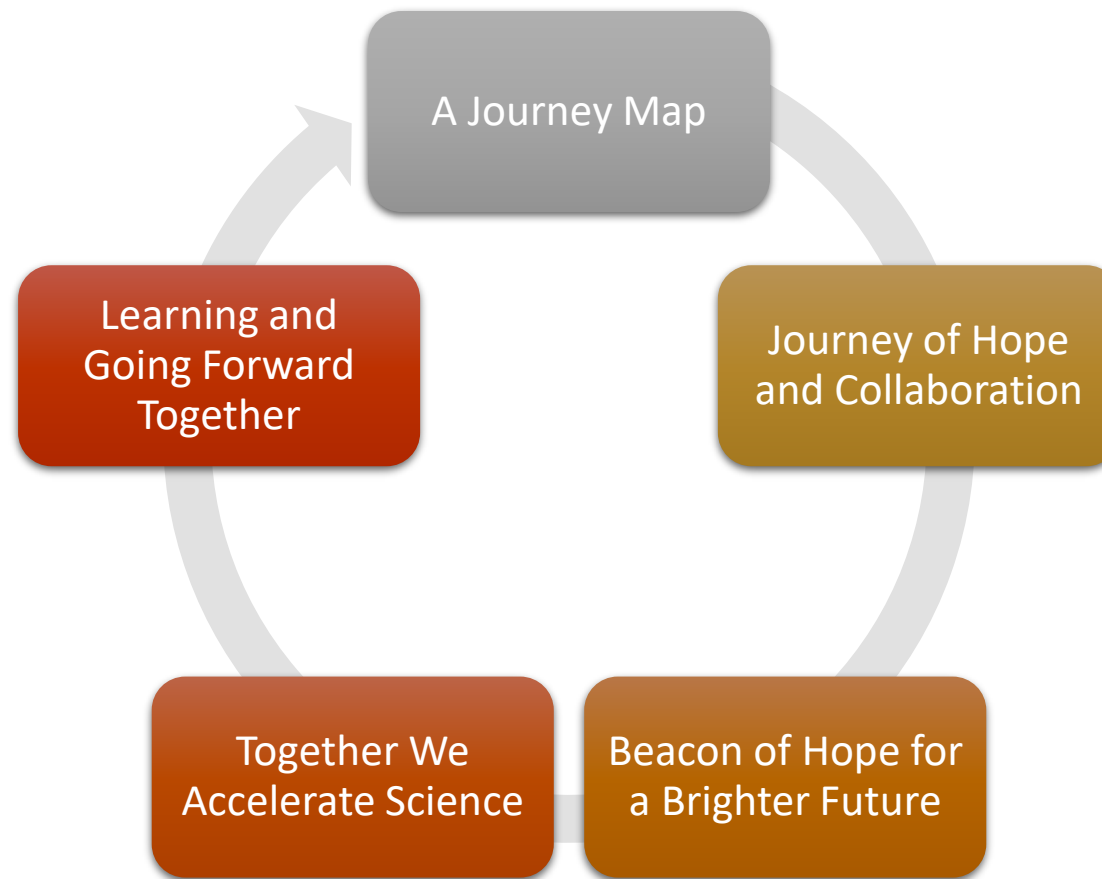 A Journey Map
Journey of Hope
and Collaboration
Beacon of Hope for
a Brighter Future
Together We
Accelerate Science
Learning and
Going Forward
Together